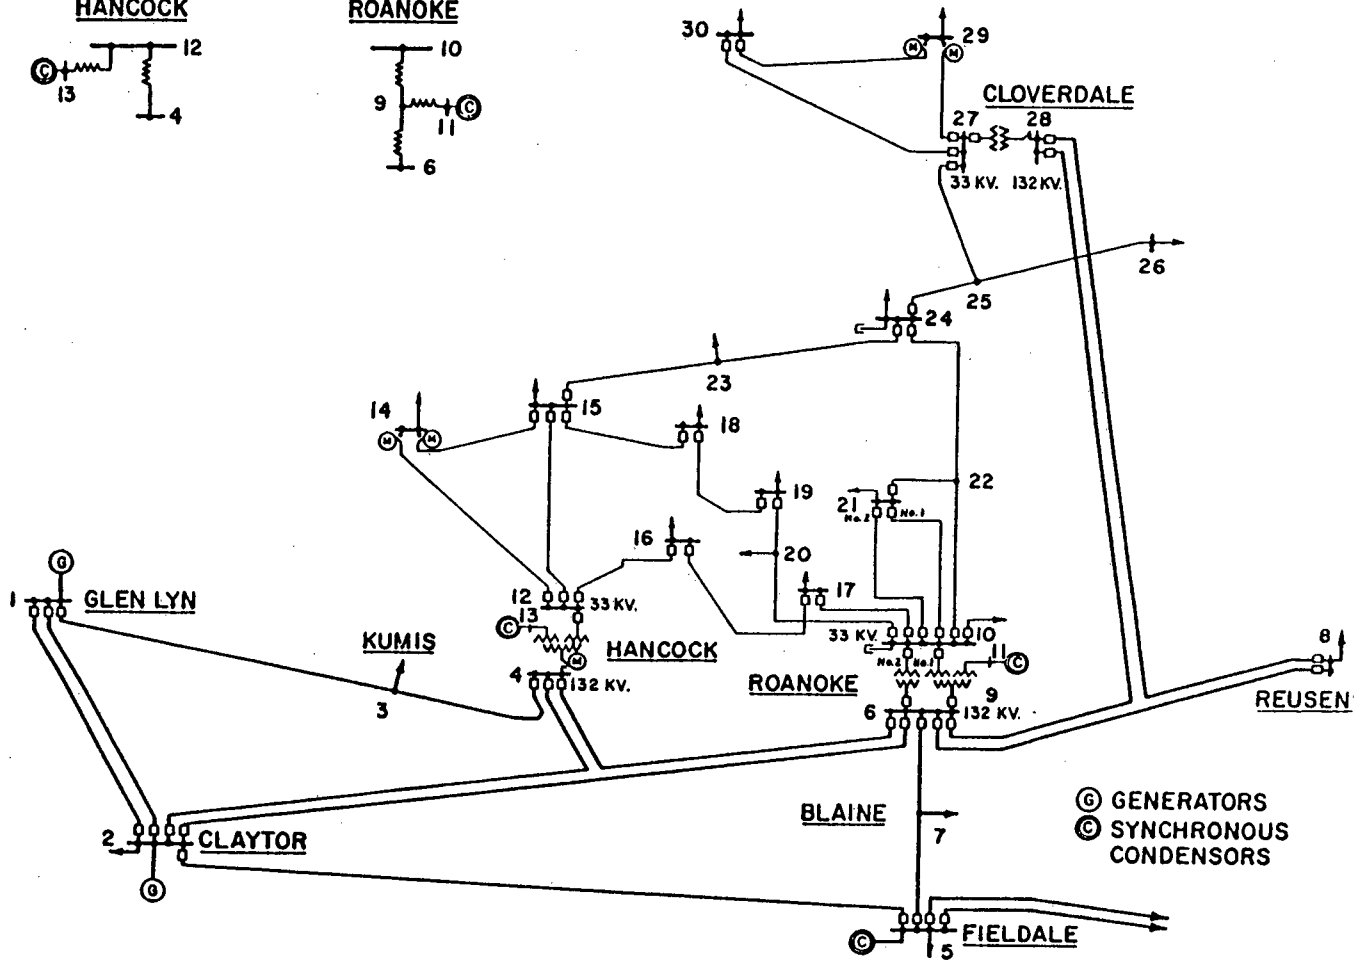 HANCOCK
12
C
13
4
ROANOKE
10
9
C
11
6
30
29
M
M
CLOVERDALE
27
28
33 KV.
132 KV.
26
25
24
23
15
14
M
M
18
19
21
No.2
No.1
22
16
20
17
G
1
GLEN LYN
12
33 KV.
13
C
HANCOCK
M
4
132 KV.
KUMIS
3
33 KV.
10
No.2
No.1
11
C
ROANOKE
9
6
132 KV.
8
REUSEN
2
CLAYTOR
G
BLAINE
7
C
5
FIELDALE
G GENERATORS
C SYNCHRONOUS
CONDENSORS